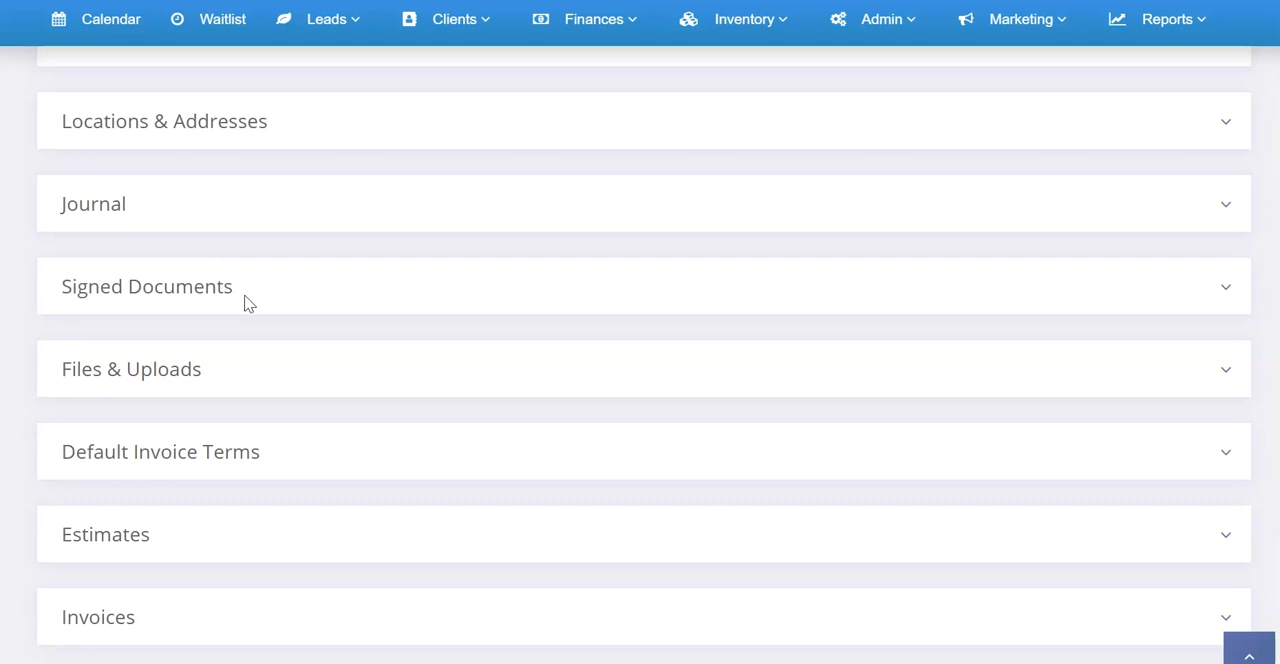 Calendar Waitlist Leads Clients Finances Inventory Admin Marketing Reports
Locations & Addresses
Journal
Signed Documents
Files & Uploads
Default Invoice Terms
Estimates
Invoices